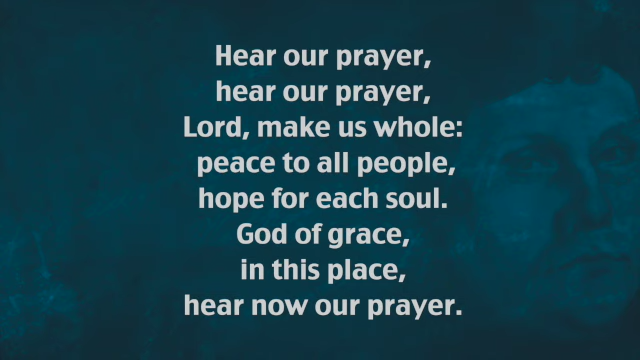 Hear our prayer,
hear our prayer,
Lord, make us whole:
peace to all people,
hope for each soul.
God of grace,
in this place,
hear now our prayer.